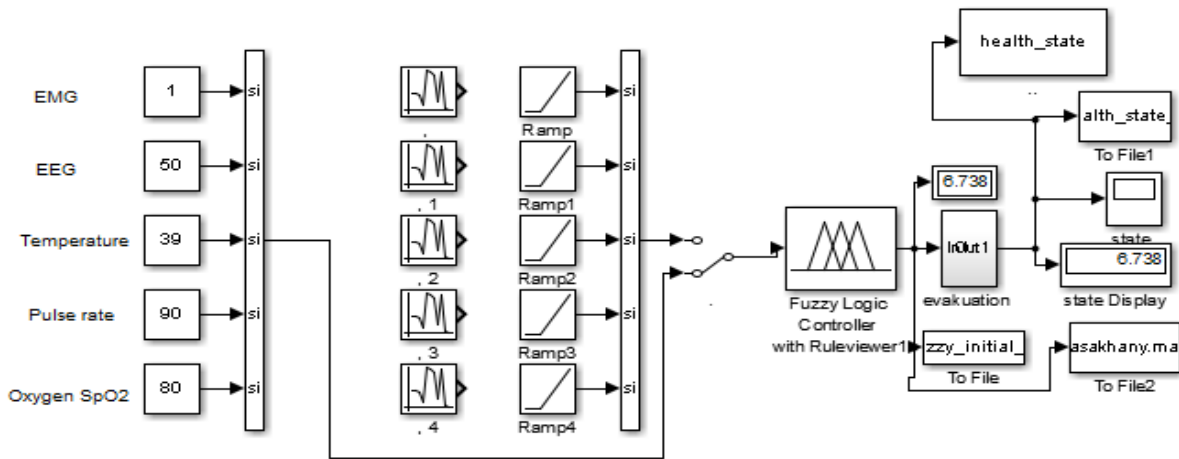 EMG
1
si
EEG
50
si
Temperature
39
si
Pulse rate
90
si
Oxygen SpO2
80
si
,
, 1
, 2
, 3
, 4
Ramp
Ramp1
Ramp2
Ramp3
Ramp4
si
si
si
si
si
.
Fuzzy Logic
Controller
with Ruleviewer1
6.738
evakuation
health_state
..
alth_state_
To File1
state
6.738
state Display
zzy_initial_
To File
asakhany.ma
To File2